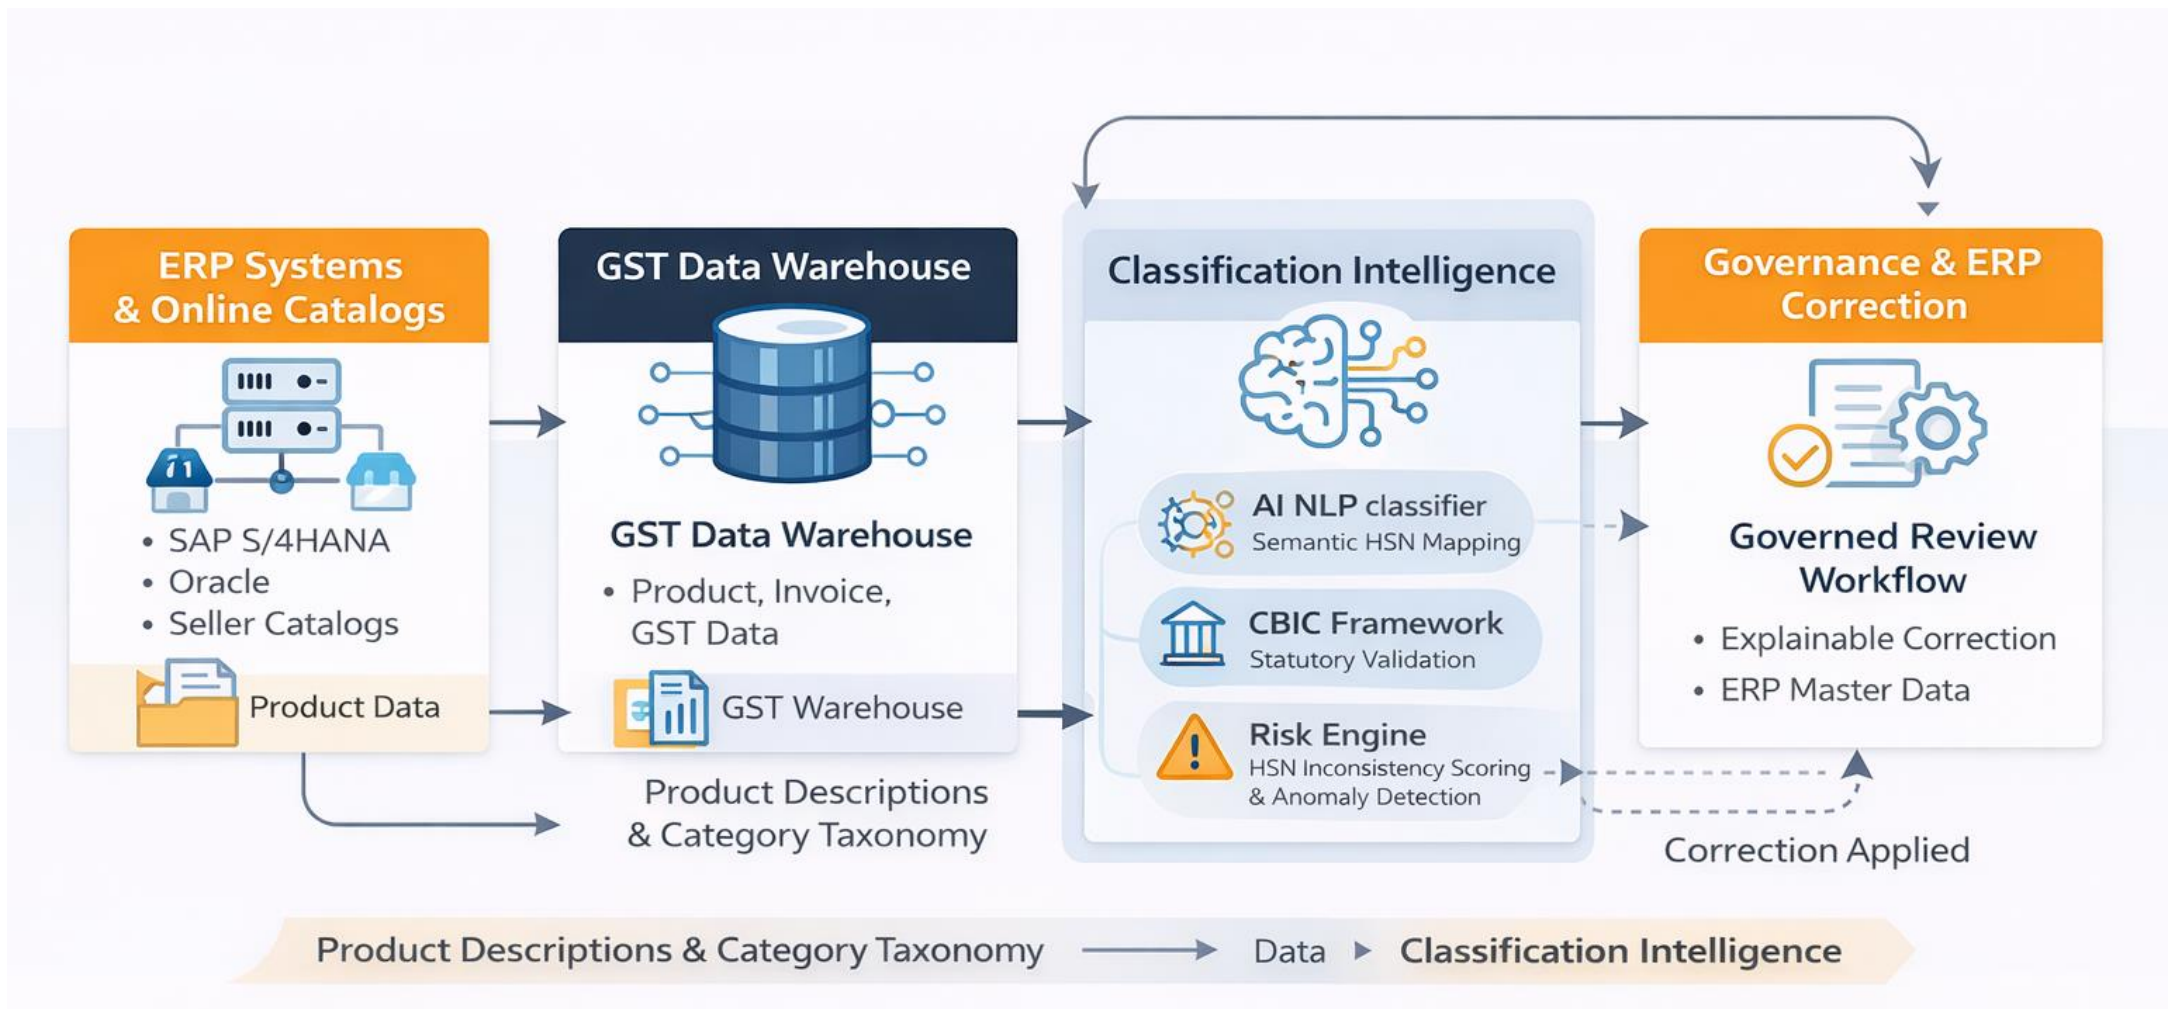 ERP Systems
& Online Catalogs
• SAP S/4HANA
• Oracle
• Seller Catalogs
Product Data
GST Data Warehouse
GST Data Warehouse
• Product, Invoice,
GST Data
GST Warehouse
Product Descriptions
& Category Taxonomy
Classification Intelligence
AI NLP classifier
Semantic HSN Mapping
CBIC Framework
Statutory Validation
Risk Engine
HSN Inconsistency Scoring
& Anomaly Detection
Governance & ERP
Correction
Governed Review
Workflow
• Explainable Correction
• ERP Master Data
Correction Applied
Product Descriptions & Category Taxonomy
Data
Classification Intelligence